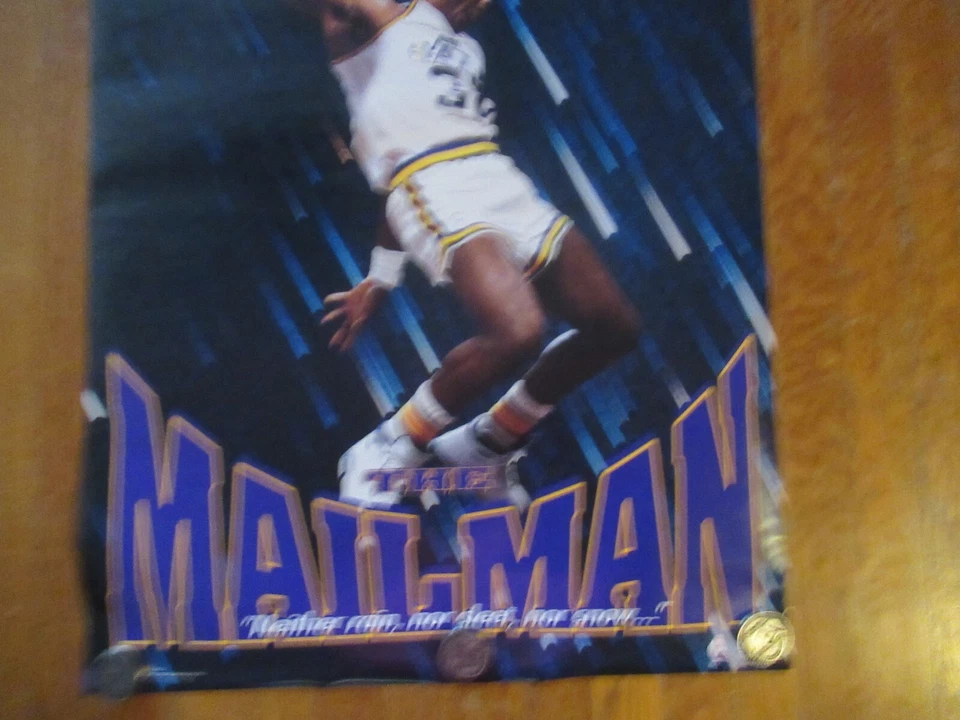 THE
MAILMAN
"Neither rain, nor sleet, nor snow..."